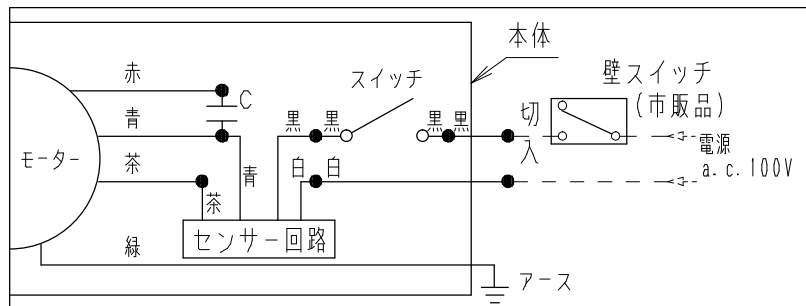 本体
赤
スイッチ
壁スイッチ
(市販品)
C
青
黒 黒
黒 黒
切
入
電源
a.c.100V
モーター
茶
青
白 白
茶
センサー回路
緑
アース